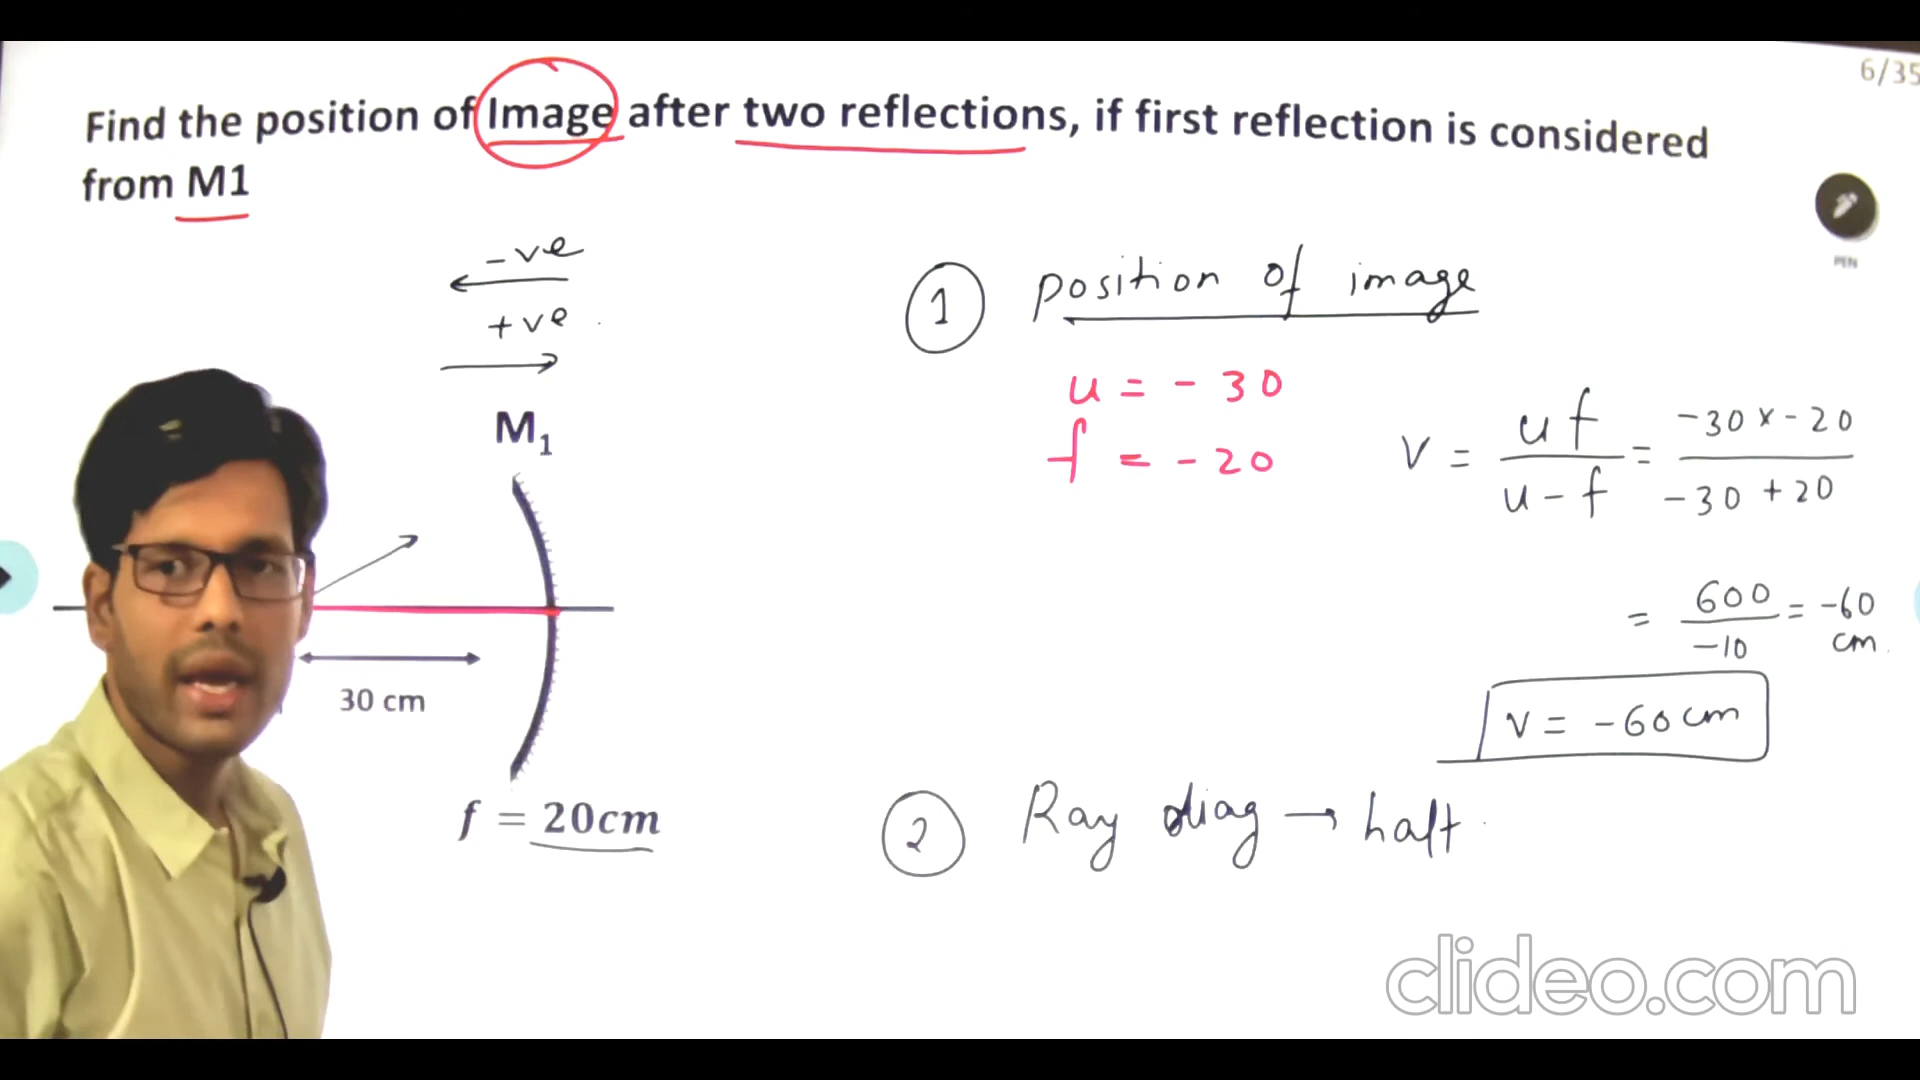 6/35
Find the position of Image after two reflections, if first reflection is considered
from M1
PEN
-ve
+ve
M1
30 cm
f = 20cm
1 position of image
u = - 30
f = - 20
v = uf / u - f = -30 x -20 / -30 + 20
= 600 / -10 = -60 cm
v = -60 cm
2 Ray diag → half
clideo.com